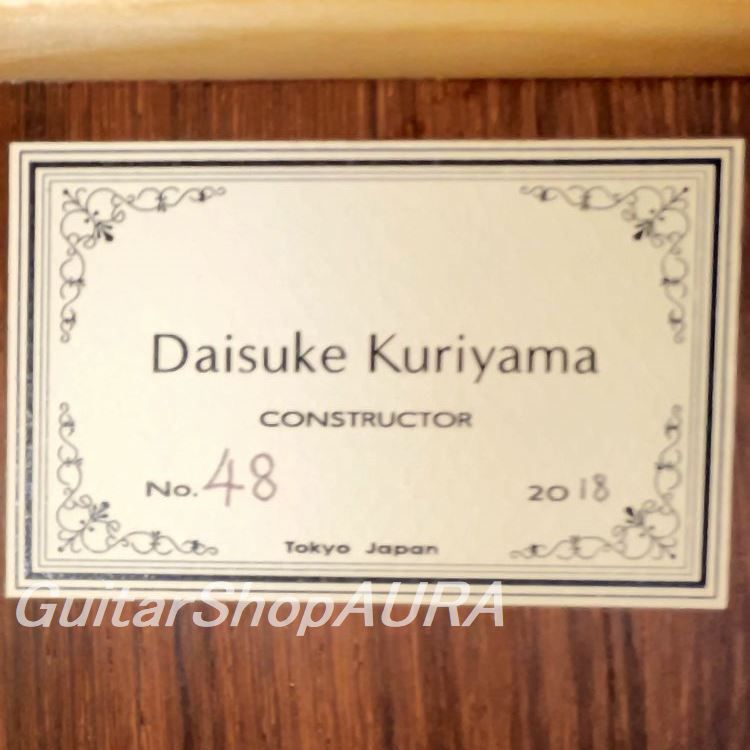 Daisuke Kuriyama
CONSTRUCTOR
No. 48 2018
Tokyo Japan
GuitarShopAURA